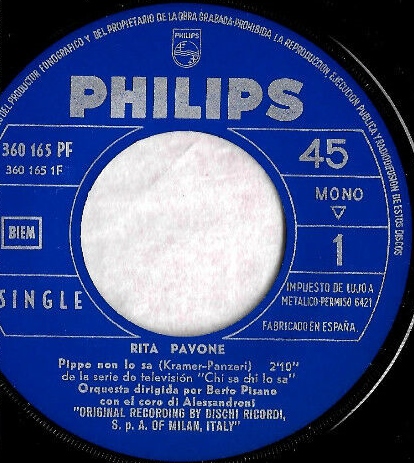 DEL PRODUCTOR FONOGRAFICO Y DEL PROPIETARIO DE LA OBRA GRABADA-PROHIBIDA LA REPRODUCCION EJECUCION PUBLICA Y RADIODIFUSION DE ESTOS DISCOS
PHILIPS
PHILIPS
360 165 PF
360 165 1F
45
MONO
BIEM
1
SINGLE
IMPUESTO DE LUJO A
METALICO-PERMISO 6421
FABRICADO EN ESPAÑA.
RITA PAVONE
Pippo non lo sa (Kramer-Panzeri) 2'10"
de la serie de televisión "Chi sa chi lo sa"
Orquesta dirigida por Berto Pisano
con el coro di Alessandroni
"ORIGINAL RECORDING BY DISCHI RICORDI,
S. p A. OF MILAN, ITALY"